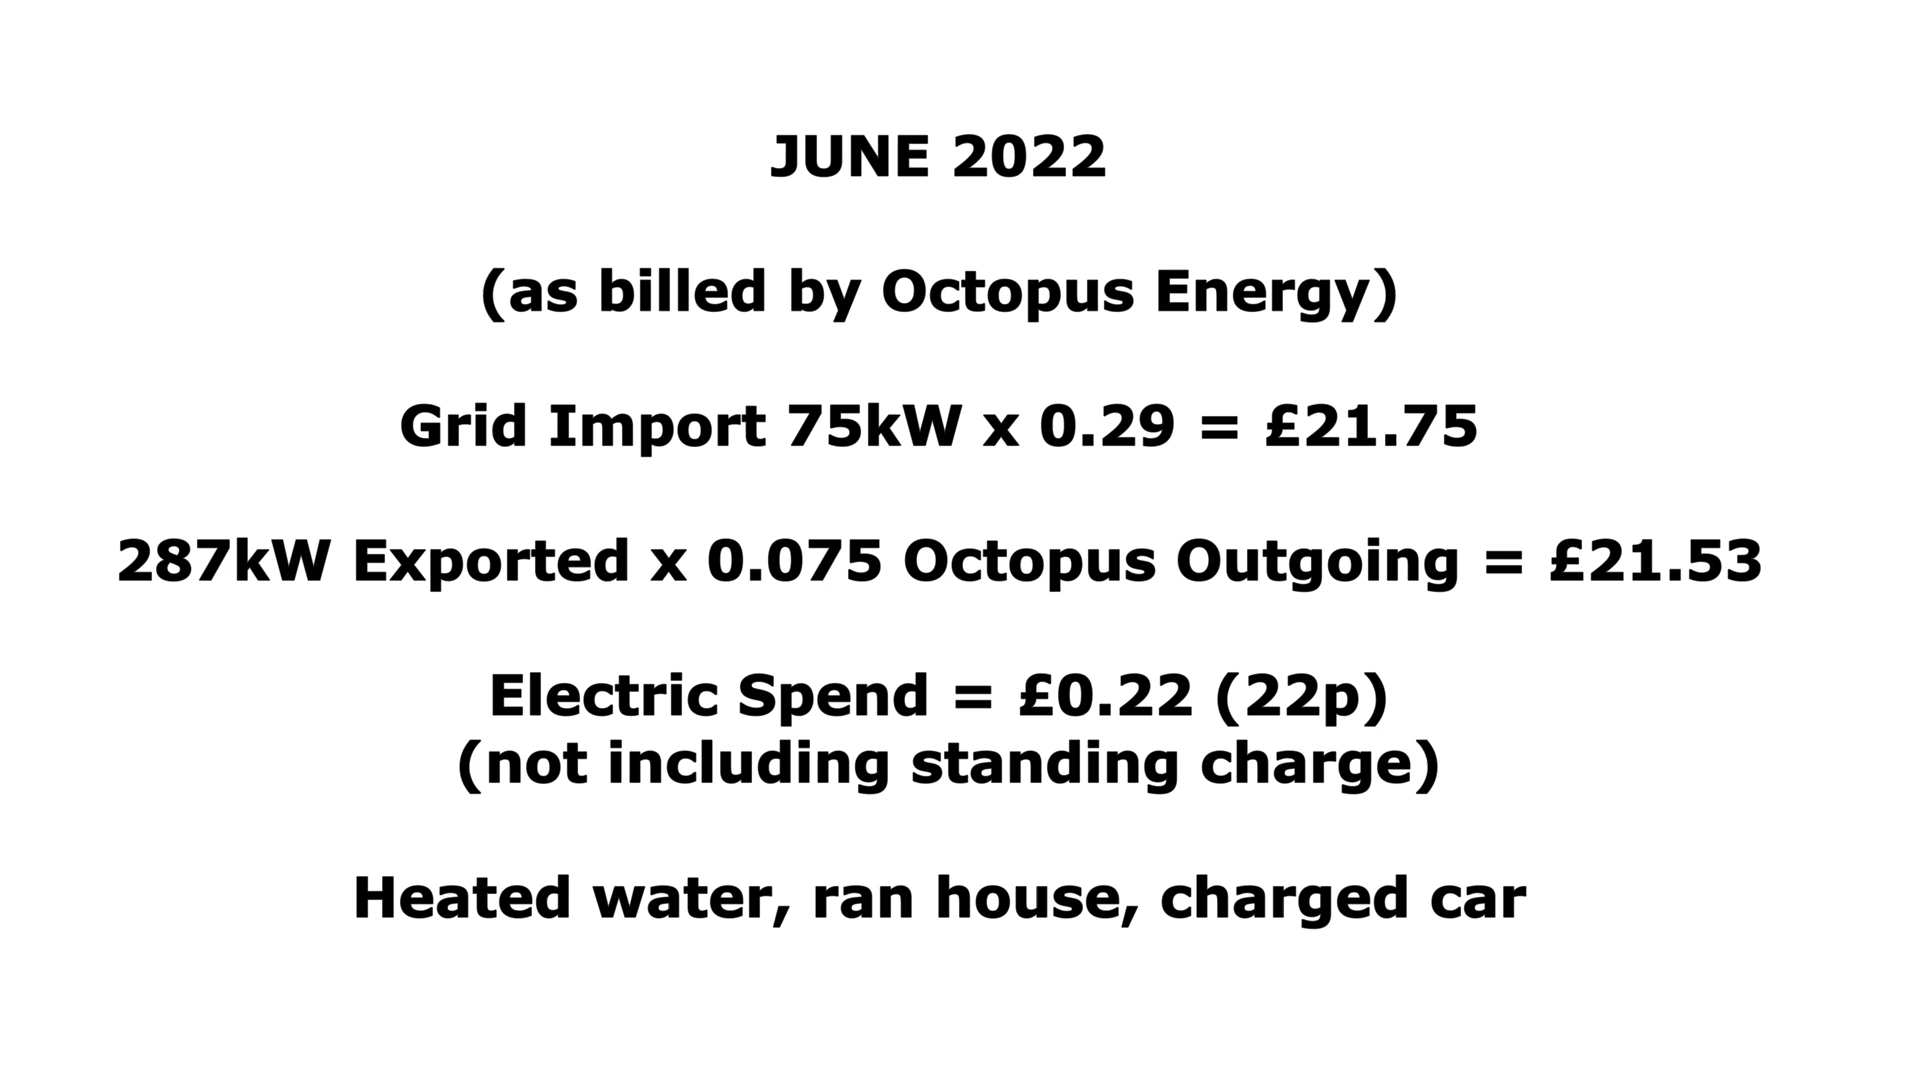 JUNE 2022
(as billed by Octopus Energy)
Grid Import 75kW x 0.29 = £21.75
287kW Exported x 0.075 Octopus Outgoing = £21.53
Electric Spend = £0.22 (22p)
(not including standing charge)
Heated water, ran house, charged car